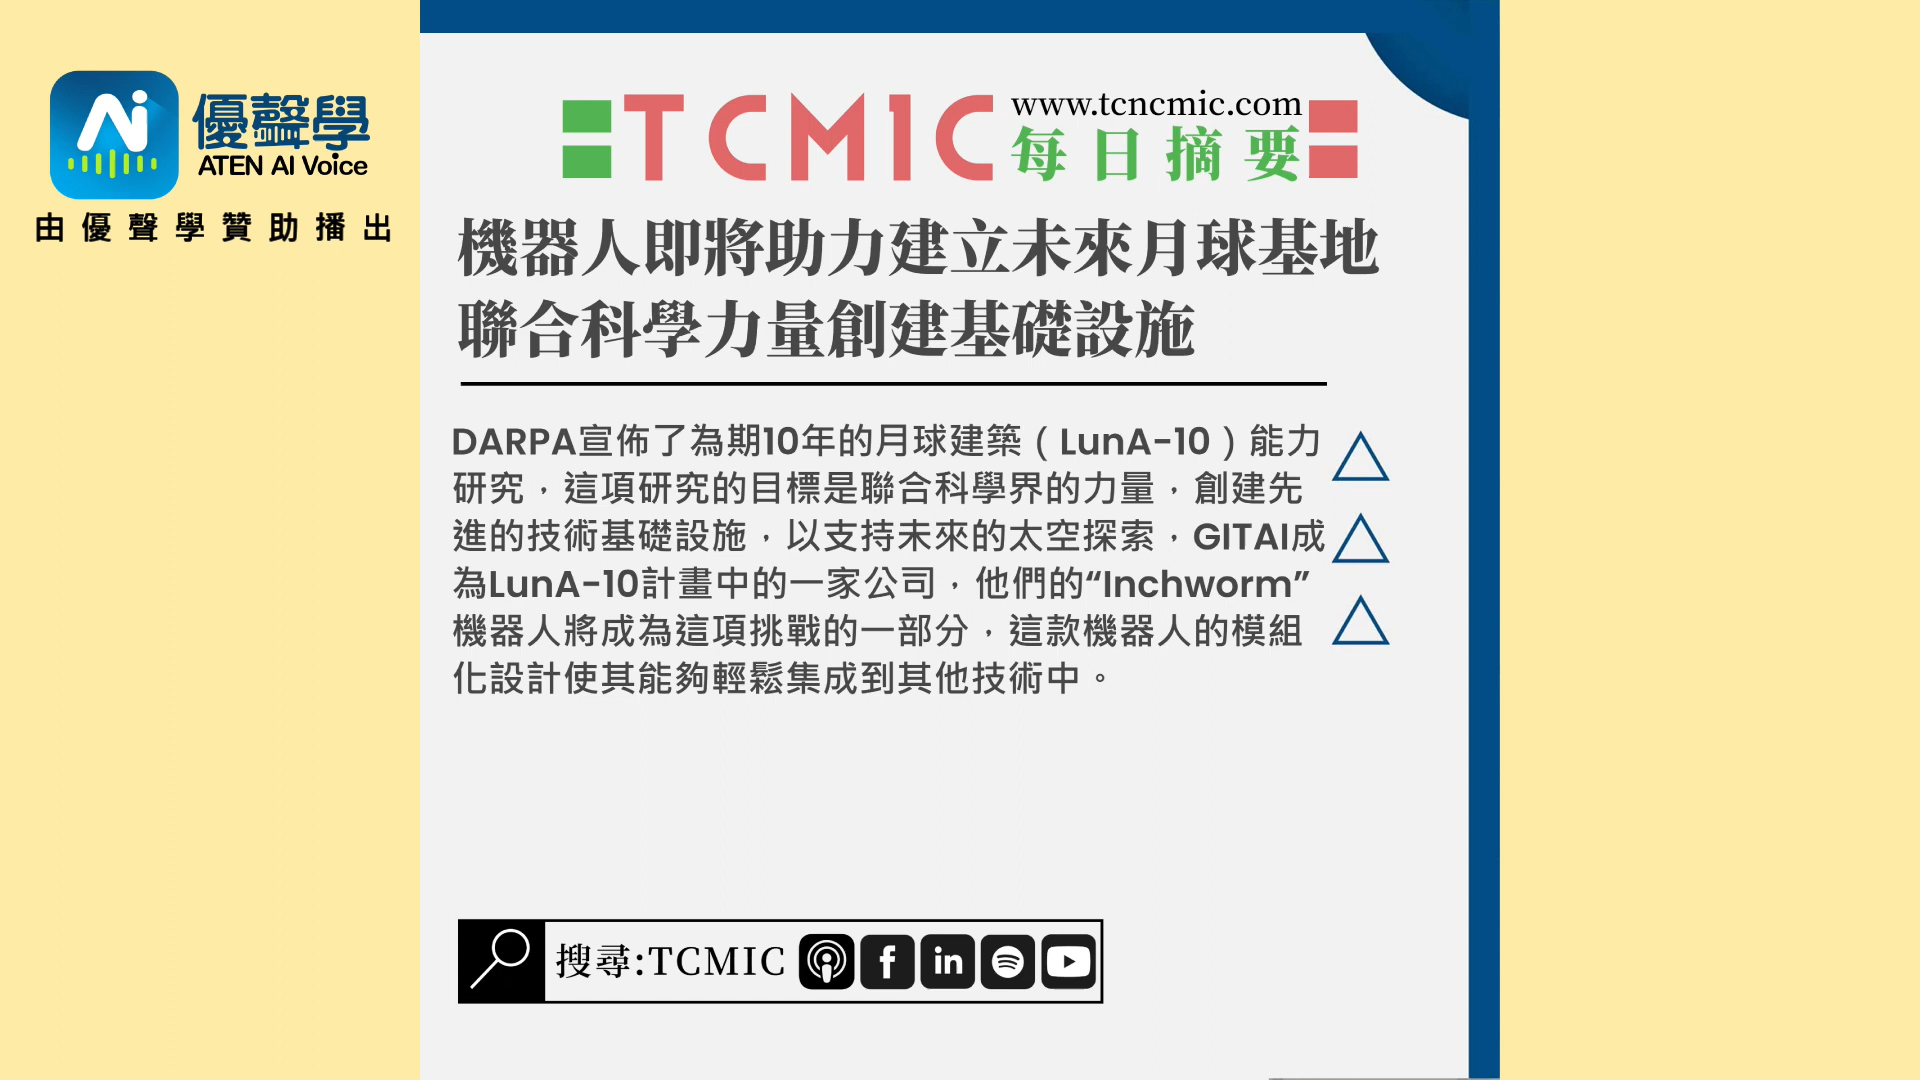 Ai
優聲學
ATEN AI Voice
由優聲學贊助播出
TCMIC
www.tcncmic.com
每日摘要
機器人即將助力建立未來月球基地
聯合科學力量創建基礎設施
DARPA宣佈了為期10年的月球建築（LunA-10）能力
研究，這項研究的目標是聯合科學界的力量，創建先
進的技術基礎設施，以支持未來的太空探索，GITAI成
為LunA-10計畫中的一家公司，他們的“Inchworm”
機器人將成為這項挑戰的一部分，這款機器人的模組
化設計使其能夠輕鬆集成到其他技術中。
搜尋:TCMIC